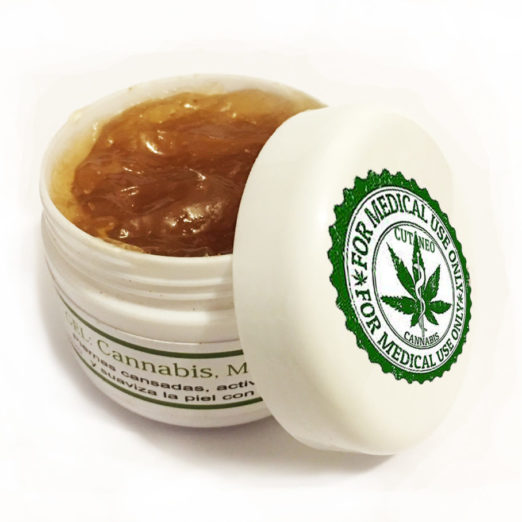 GEL: Cannabis, M
piernas cansadas, activ
y suaviza la piel con
FOR MEDICAL USE ONLY
CUTANEO
CANNABIS
FOR MEDICAL USE ONLY